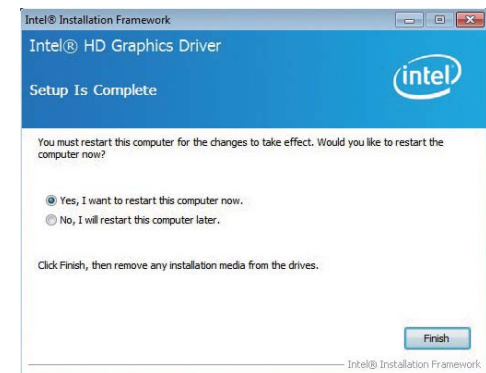 Intel® Installation Framework
Intel® HD Graphics Driver
Setup Is Complete
intel
You must restart this computer for the changes to take effect. Would you like to restart the
computer now?
Yes, I want to restart this computer now.
No, I will restart this computer later.
Click Finish, then remove any installation media from the drives.
Finish
Intel® Installation Framework